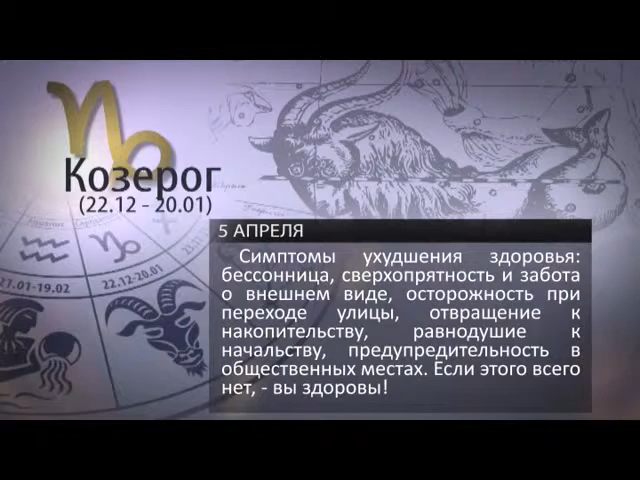 Козерог
(22.12 - 20.01)
5 АПРЕЛЯ
Симптомы ухудшения здоровья:
бессонница, сверхопрятность и забота
о внешнем виде, осторожность при
переходе улицы, отвращение к
накопительству, равнодушие к
начальству, предупредительность в
общественных местах. Если этого всего
нет, - вы здоровы!
22.12-20.01